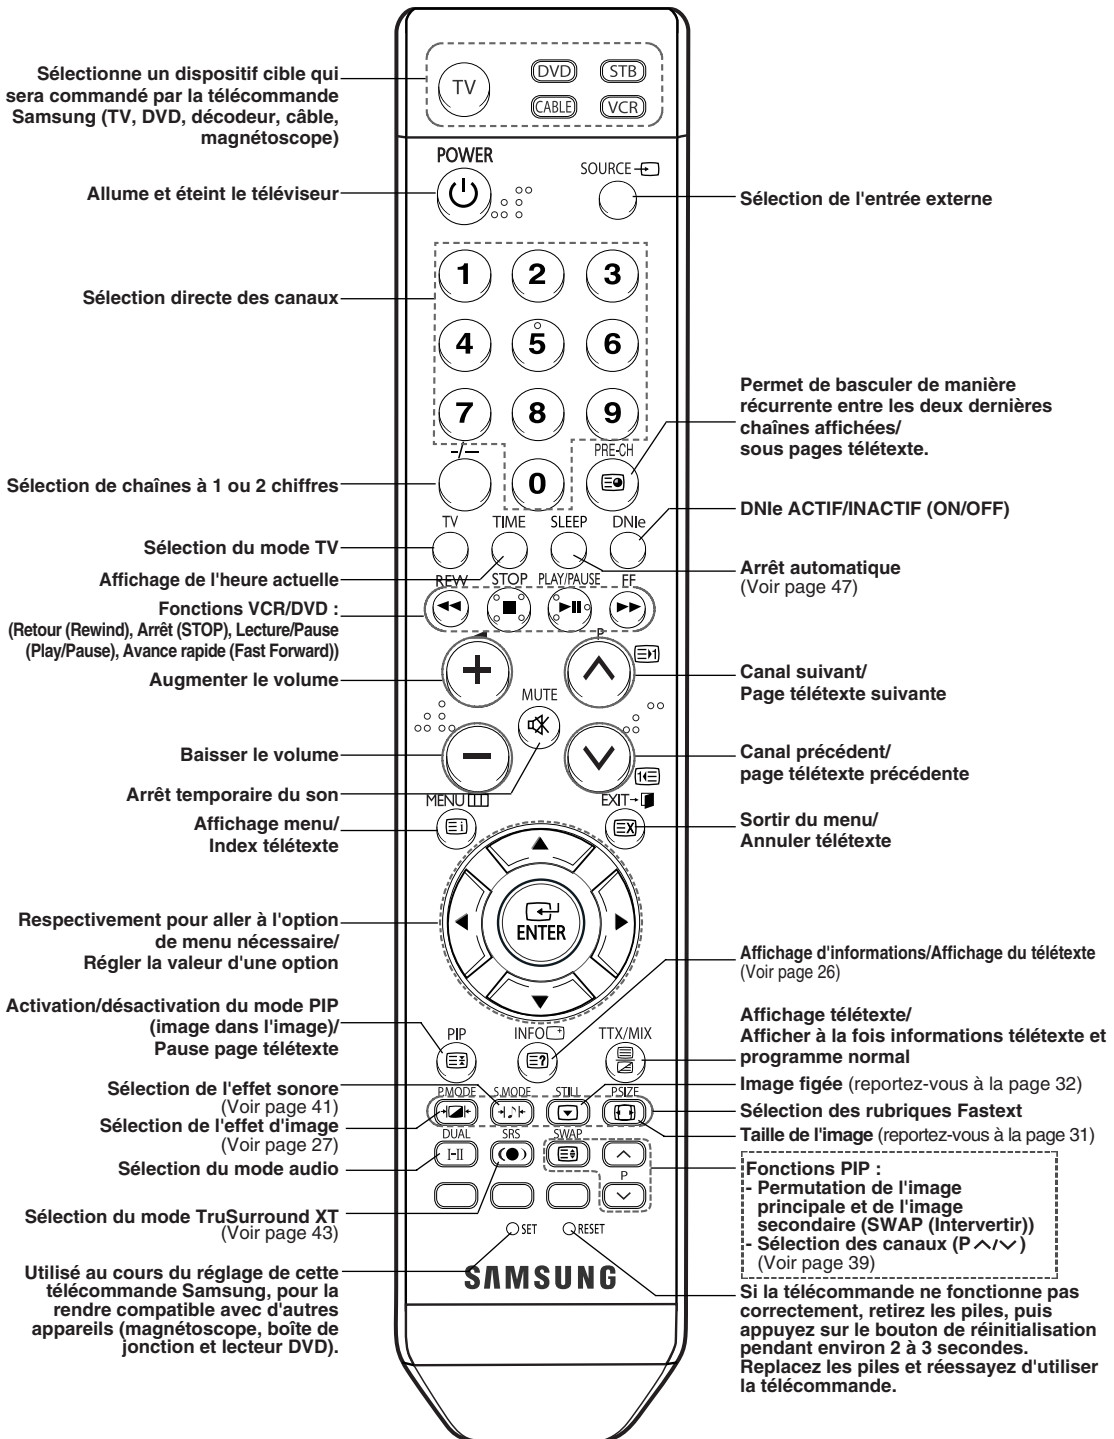 Sélectionne un dispositif cible qui
sera commandé par la télécommande
Samsung (TV, DVD, décodeur, câble,
magnétoscope)
TV
DVD
STB
CABLE
VCR
POWER
SOURCE
Allume et éteint le téléviseur
Sélection de l'entrée externe
1
2
3
Sélection directe des canaux
4
5
6
7
8
9
Permet de basculer de manière
récurrente entre les deux dernières
chaînes affichées/
sous pages télétexte.
-/--
0
PRE-CH
Sélection de chaînes à 1 ou 2 chiffres
DNIe ACTIF/INACTIF (ON/OFF)
TV
TIME
SLEEP
DNIe
Sélection du mode TV
Arrêt automatique
(Voir page 47)
Affichage de l'heure actuelle
REW
STOP
PLAY/PAUSE
FF
Fonctions VCR/DVD :
(Retour (Rewind), Arrêt (STOP), Lecture/Pause
(Play/Pause), Avance rapide (Fast Forward))
P
Augmenter le volume
Canal suivant/
Page télétexte suivante
MUTE
Baisser le volume
Canal précédent/
page télétexte précédente
Arrêt temporaire du son
MENU
EXIT
Affichage menu/
Index télétexte
Sortir du menu/
Annuler télétexte
ENTER
Respectivement pour aller à l'option
de menu nécessaire/
Régler la valeur d'une option
Affichage d'informations/Affichage du télétexte
(Voir page 26)
Activation/désactivation du mode PIP
(image dans l'image)/
Pause page télétexte
PIP
INFO
TTX/MIX
Affichage télétexte/
Afficher à la fois informations télétexte et
programme normal
P.MODE
S.MODE
STILL
P.SIZE
Sélection de l'effet sonore
(Voir page 41)
Image figée (reportez-vous à la page 32)
Sélection des rubriques Fastext
Sélection de l'effet d'image
(Voir page 27)
Taille de l'image (reportez-vous à la page 31)
DUAL
I-II
SRS
SWAP
P
Sélection du mode audio
Fonctions PIP :
- Permutation de l'image
principale et de l'image
secondaire (SWAP (Intervertir))
- Sélection des canaux (P ︿/﹀)
(Voir page 39)
Sélection du mode TruSurround XT
(Voir page 43)
SET
RESET
SAMSUNG
Utilisé au cours du réglage de cette
télécommande Samsung, pour la
rendre compatible avec d'autres
appareils (magnétoscope, boîte de
jonction et lecteur DVD).
Si la télécommande ne fonctionne pas
correctement, retirez les piles, puis
appuyez sur le bouton de réinitialisation
pendant environ 2 à 3 secondes.
Replacez les piles et réessayez d'utiliser
la télécommande.